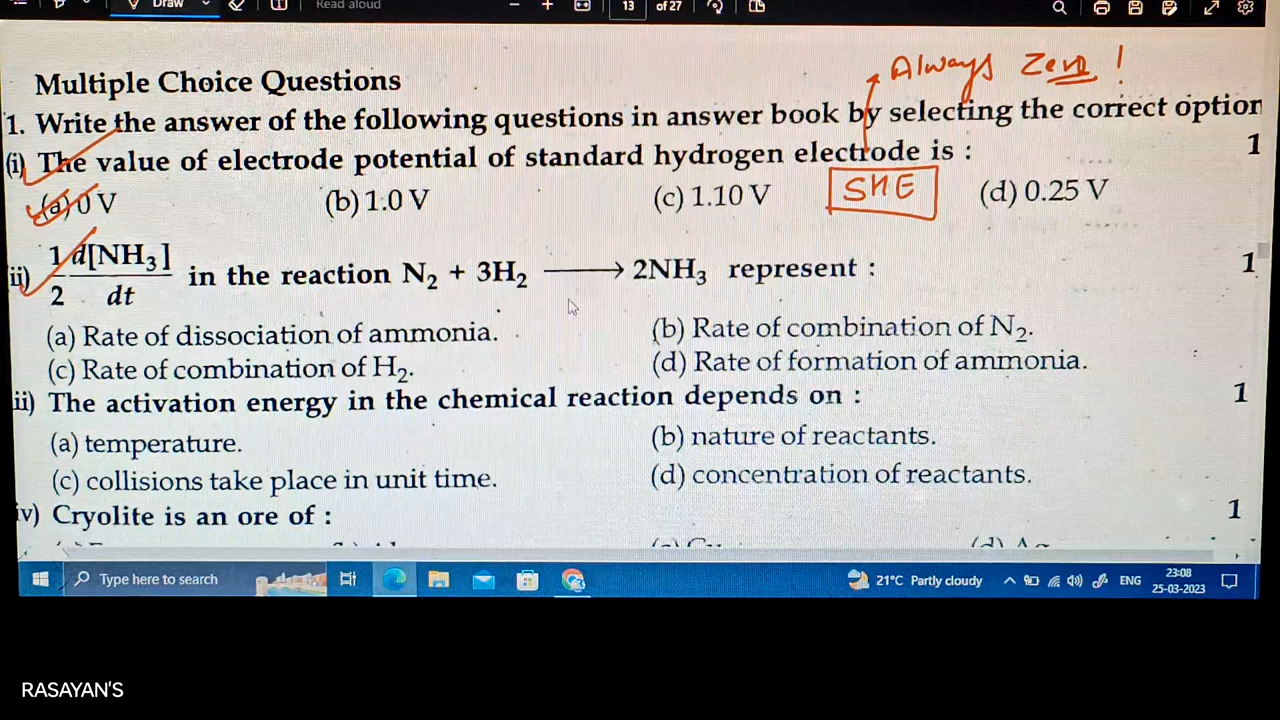 Draw
Read aloud
13 of 27
Always Zero !
Multiple Choice Questions
1. Write the answer of the following questions in answer book by selecting the correct option
(i) The value of electrode potential of standard hydrogen electrode is : 1
(a) 0 V (b) 1.0 V (c) 1.10 V SHE (d) 0.25 V
ii) 1/2 d[NH₃]/dt in the reaction N₂ + 3H₂ ⟶ 2NH₃ represent : 1
(a) Rate of dissociation of ammonia. (b) Rate of combination of N₂.
(c) Rate of combination of H₂. (d) Rate of formation of ammonia.
ii) The activation energy in the chemical reaction depends on : 1
(a) temperature. (b) nature of reactants.
(c) collisions take place in unit time. (d) concentration of reactants.
iv) Cryolite is an ore of : 1
Type here to search
21°C Partly cloudy
ENG
23:08
25-03-2023
RASAYAN'S